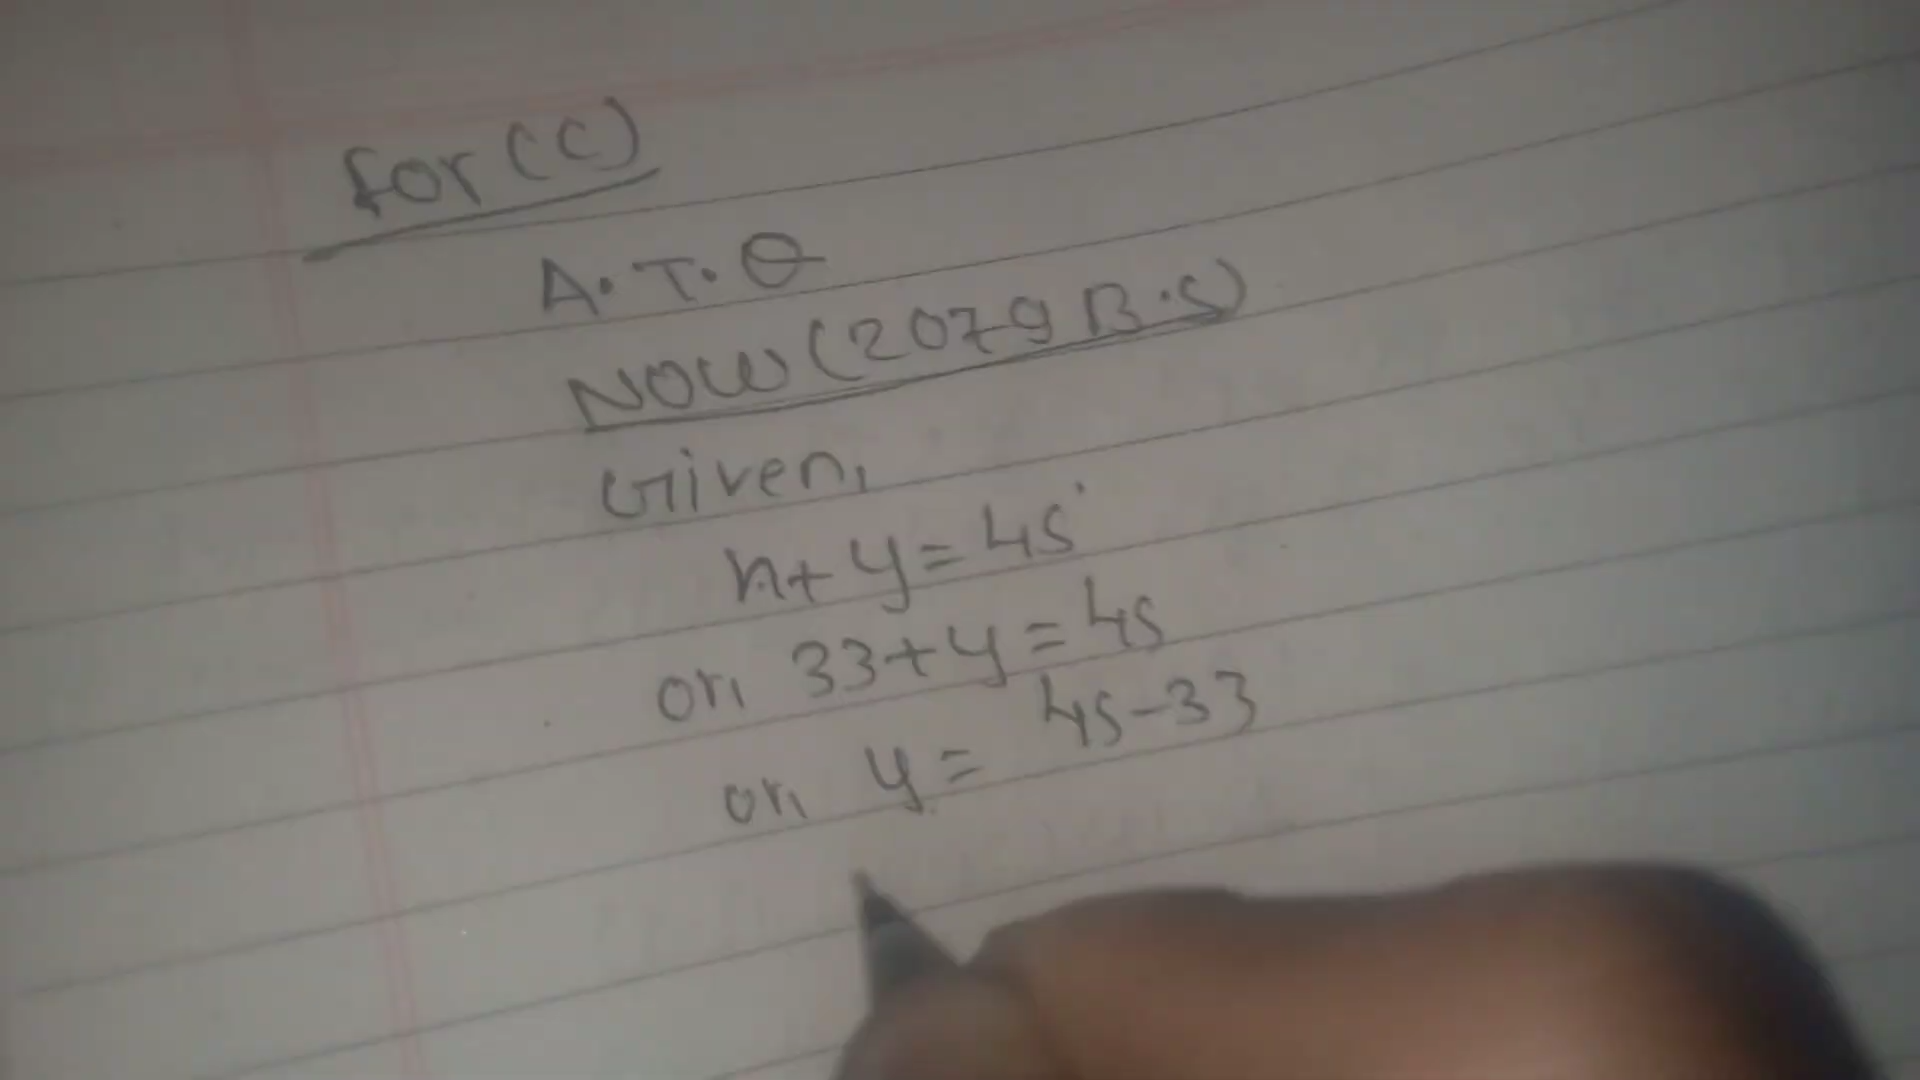 for (C)
A.T.Q
NOW (2079 B.S)
Given,
x + y = 45
or, 33 + y = 45
or, y = 45 - 33